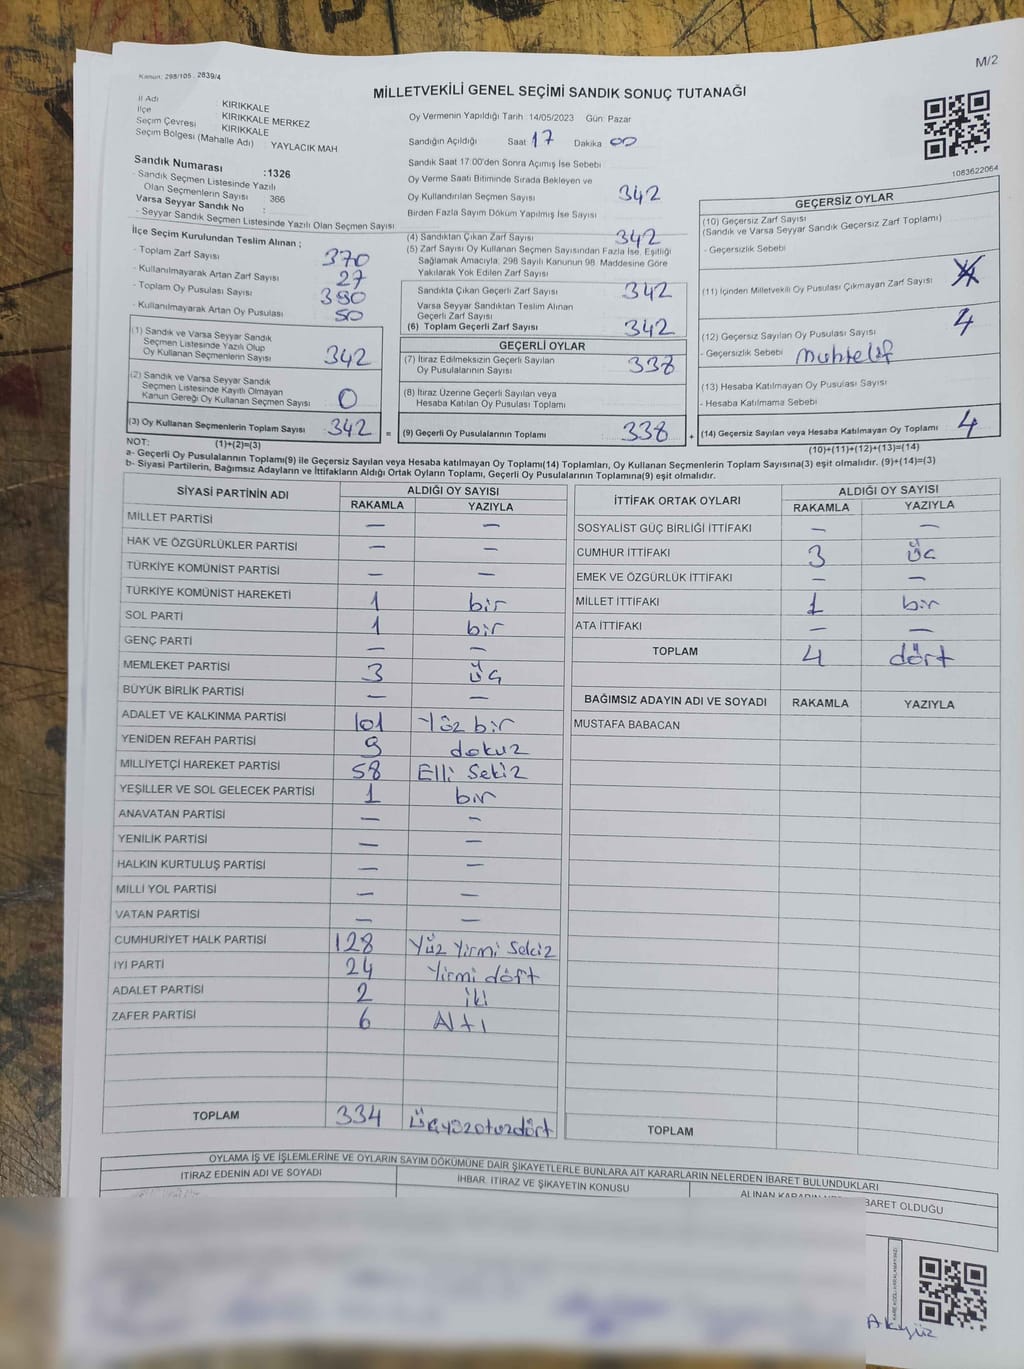 M/2
Kanun: 298/105, 2839/4
MİLLETVEKİLİ GENEL SEÇİMİ SANDIK SONUÇ TUTANAĞI
İl Adı : KIRIKKALE
İlçe KIRIKKALE MERKEZ
Seçim Çevresi KIRIKKALE
Seçim Bölgesi (Mahalle Adı) YAYLACIK MAH
Sandık Numarası :1326
- Sandık Seçmen Listesinde Yazılı
Olan Seçmenlerin Sayısı 366
Varsa Seyyar Sandık No :
- Seyyar Sandık Seçmen Listesinde Yazılı Olan Seçmen Sayısı
İlçe Seçim Kurulundan Teslim Alınan ;
- Toplam Zarf Sayısı 370
- Kullanılmayarak Artan Zarf Sayısı 27
- Toplam Oy Pusulası Sayısı 390
- Kullanılmayarak Artan Oy Pusulası 50
(1) Sandık ve Varsa Seyyar Sandık
Seçmen Listesinde Yazılı Olup
Oy Kullanan Seçmenlerin Sayısı 342
(2) Sandık ve Varsa Seyyar Sandık
Seçmen Listesinde Kayıtlı Olmayan
Kanun Gereği Oy Kullanan Seçmen Sayısı 0
(3) Oy Kullanan Seçmenlerin Toplam Sayısı 342 =
Oy Vermenin Yapıldığı Tarih :14/05/2023 Gün: Pazar
Sandığın Açıldığı Saat 17 Dakika 00
Sandık Saat 17:00'den Sonra Açımış İse Sebebi
Oy Verme Saati Bitiminde Sırada Bekleyen ve
Oy Kullandırılan Seçmen Sayısı 342
Birden Fazla Sayım Döküm Yapılmış İse Sayısı
(4) Sandıktan Çıkan Zarf Sayısı 342
(5) Zarf Sayısı Oy Kullanan Seçmen Sayısından Fazla İse, Eşitliği
Sağlamak Amacıyla, 298 Sayılı Kanunun 98. Maddesine Göre
Yakılarak Yok Edilen Zarf Sayısı
Sandıkta Çıkan Geçerli Zarf Sayısı 342
Varsa Seyyar Sandıktan Teslim Alınan
Geçerli Zarf Sayısı
(6) Toplam Geçerli Zarf Sayısı 342
GEÇERLİ OYLAR
(7) İtiraz Edilmeksizin Geçerli Sayılan
Oy Pusulalarının Sayısı 338
(8) İtiraz Üzerine Geçerli Sayılan veya
Hesaba Katılan Oy Pusulası Toplamı
(9) Geçerli Oy Pusulalarının Toplamı 338 +
1083622064
GEÇERSİZ OYLAR
(10) Geçersiz Zarf Sayısı
(Sandık ve Varsa Seyyar Sandık Geçersiz Zarf Toplamı)
- Geçersizlik Sebebi
(11) İçinden Milletvekili Oy Pusulası Çıkmayan Zarf Sayısı
(12) Geçersiz Sayılan Oy Pusulası Sayısı 4
- Geçersizlik Sebebi muhtelef
(13) Hesaba Katılmayan Oy Pusulası Sayısı
- Hesaba Katılmama Sebebi
(14) Geçersiz Sayılan veya Hesaba Katılmayan Oy Toplamı 4
(10)+(11)+(12)+(13)=(14)
NOT: (1)+(2)=(3)
a- Geçerli Oy Pusulalarının Toplamı(9) ile Geçersiz Sayılan veya Hesaba katılmayan Oy Toplamı(14) Toplamları, Oy Kullanan Seçmenlerin Toplam Sayısına(3) eşit olmalıdır. (9)+(14)=(3)
b- Siyasi Partilerin, Bağımsız Adayların ve İttifakların Aldığı Ortak Oyların Toplamı, Geçerli Oy Pusulalarının Toplamına(9) eşit olmalıdır.
SİYASİ PARTİNİN ADI ALDIĞI OY SAYISI
RAKAMLA YAZIYLA
MİLLET PARTİSİ — —
HAK VE ÖZGÜRLÜKLER PARTİSİ — —
TÜRKİYE KOMÜNİST PARTİSİ — —
TÜRKİYE KOMÜNİST HAREKETİ 1 bir
SOL PARTİ 1 bir
GENÇ PARTİ — —
MEMLEKET PARTİSİ 3 üç
BÜYÜK BİRLİK PARTİSİ — —
ADALET VE KALKINMA PARTİSİ 101 Yüz bir
YENİDEN REFAH PARTİSİ 9 dokuz
MİLLİYETÇİ HAREKET PARTİSİ 58 Elli Sekiz
YEŞİLLER VE SOL GELECEK PARTİSİ 1 bir
ANAVATAN PARTİSİ — —
YENİLİK PARTİSİ — —
HALKIN KURTULUŞ PARTİSİ — —
MİLLİ YOL PARTİSİ — —
VATAN PARTİSİ — —
CUMHURİYET HALK PARTİSİ 128 Yüz Yirmi Sekiz
İYİ PARTİ 24 Yirmi dört
ADALET PARTİSİ 2 iki
ZAFER PARTİSİ 6 Altı
TOPLAM 334 Üçyüzotuzdört
İTTİFAK ORTAK OYLARI ALDIĞI OY SAYISI
RAKAMLA YAZIYLA
SOSYALİST GÜÇ BİRLİĞİ İTTİFAKI — —
CUMHUR İTTİFAKI 3 üç
EMEK VE ÖZGÜRLÜK İTTİFAKI — —
MİLLET İTTİFAKI 1 bir
ATA İTTİFAKI — —
TOPLAM 4 dört
BAĞIMSIZ ADAYIN ADI VE SOYADI RAKAMLA YAZIYLA
MUSTAFA BABACAN
TOPLAM
OYLAMA İŞ VE İŞLEMLERİNE VE OYLARIN SAYIM DÖKÜMÜNE DAİR ŞİKAYETLERLE BUNLARA AİT KARARLARIN NELERDEN İBARET BULUNDUKLARI
İTİRAZ EDENİN ADI VE SOYADI İHBAR, İTİRAZ VE ŞİKAYETİN KONUSU ALINAN KARARIN İBARET OLDUĞU
Akyüz